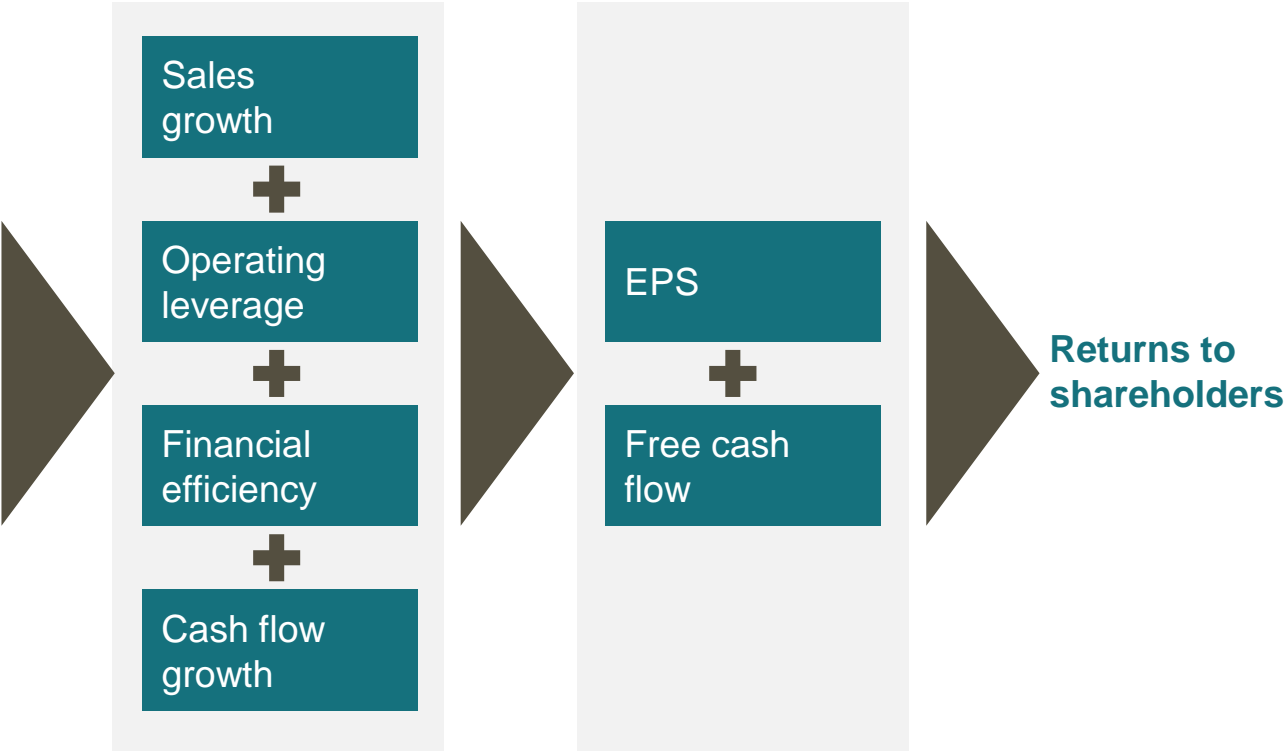 Sales
growth
Operating
leverage
Financial
efficiency
Cash flow
growth
EPS
Free cash
flow
Returns to
shareholders